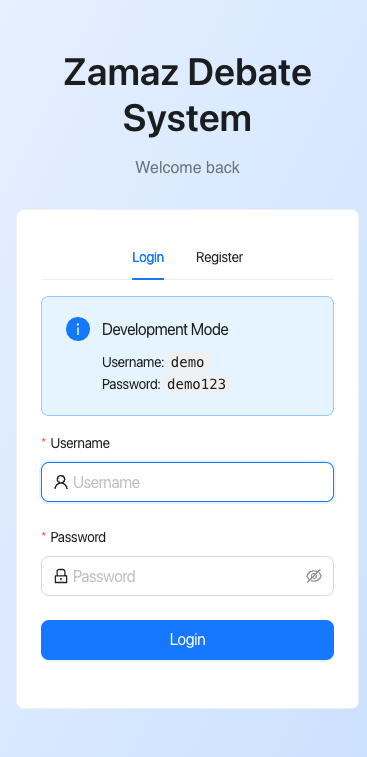 Zamaz Debate
System
Welcome back
Login Register
Development Mode
Username: demo
Password: demo123
* Username
Username
* Password
Password
Login